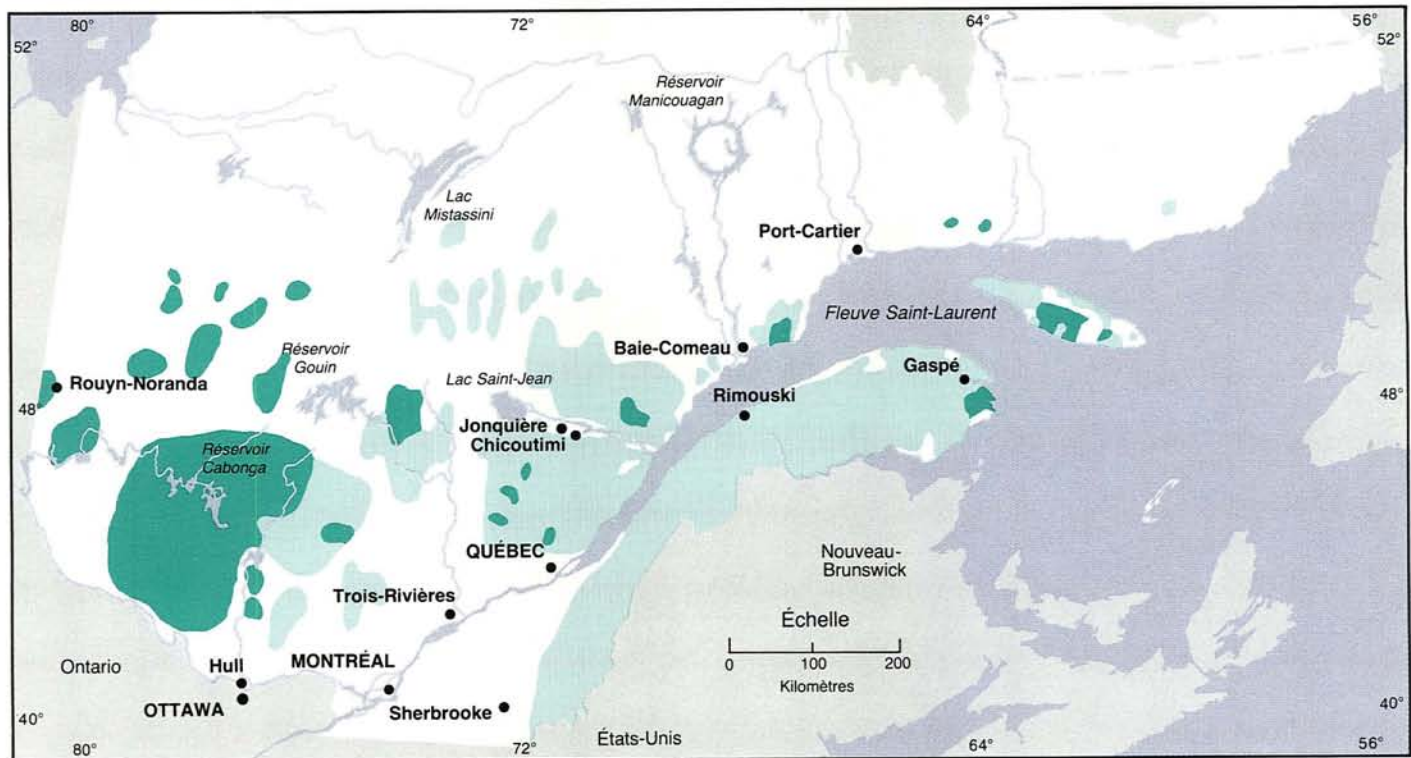 80°
72°
64°
56°
52°
52°
Réservoir
Manicouagan
Lac
Mistassini
Port-Cartier
Fleuve Saint-Laurent
Réservoir
Gouin
Baie-Comeau
Gaspé
Rouyn-Noranda
Lac Saint-Jean
Rimouski
48°
48°
Jonquière
Chicoutimi
Réservoir
Cabonga
QUÉBEC
Nouveau-
Brunswick
Trois-Rivières
Échelle
0
100
200
Kilomètres
Ontario
Hull
MONTRÉAL
OTTAWA
Sherbrooke
40°
40°
États-Unis
80°
72°
64°
56°